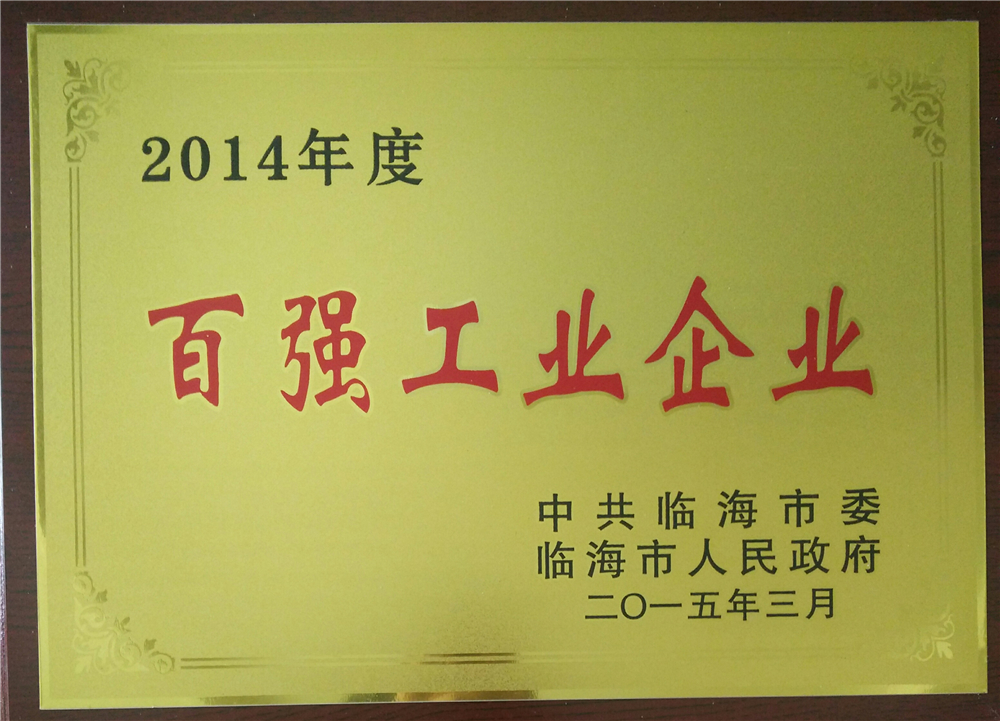 2014年度
百强工业企业
中共临海市委
临海市人民政府
二〇一五年三月